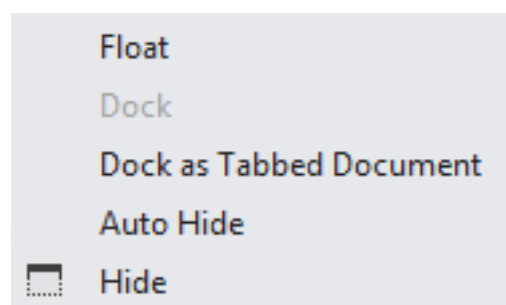 Float
Dock
Dock as Tabbed Document
Auto Hide
Hide